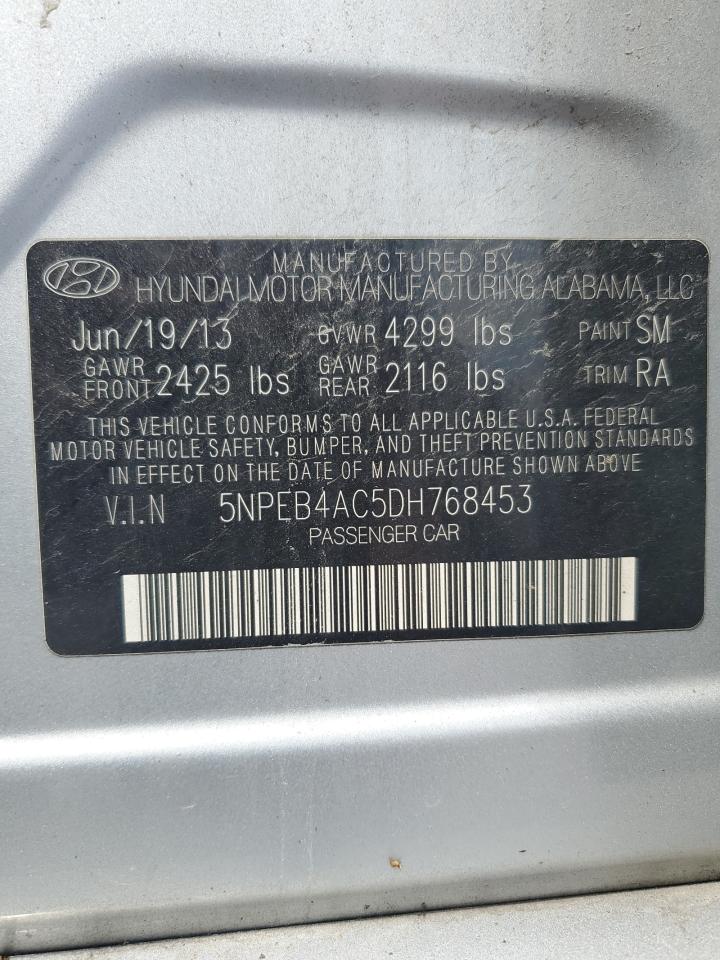 MANUFACTURED BY
HYUNDAI MOTOR MANUFACTURING ALABAMA, LLC
Jun/19/13 GVWR 4299 lbs PAINT SM
GAWR FRONT 2425 lbs GAWR REAR 2116 lbs TRIM RA
THIS VEHICLE CONFORMS TO ALL APPLICABLE U.S.A. FEDERAL
MOTOR VEHICLE SAFETY, BUMPER, AND THEFT PREVENTION STANDARDS
IN EFFECT ON THE DATE OF MANUFACTURE SHOWN ABOVE
V.I.N 5NPEB4AC5DH768453
PASSENGER CAR